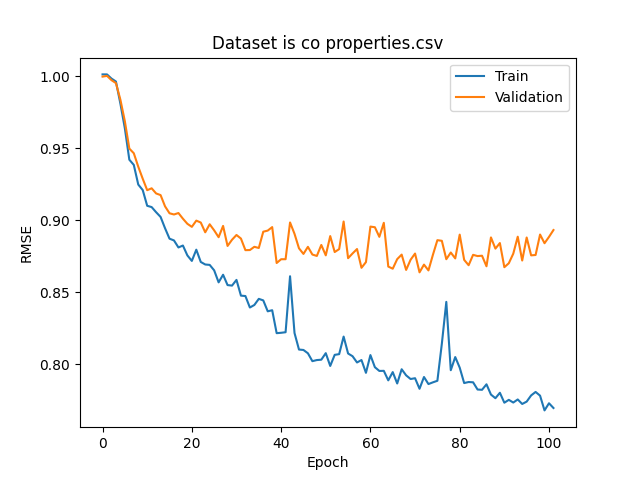 Dataset is co properties.csv
Train
Validation
RMSE
1.00
0.95
0.90
0.85
0.80
0
20
40
60
80
100
Epoch